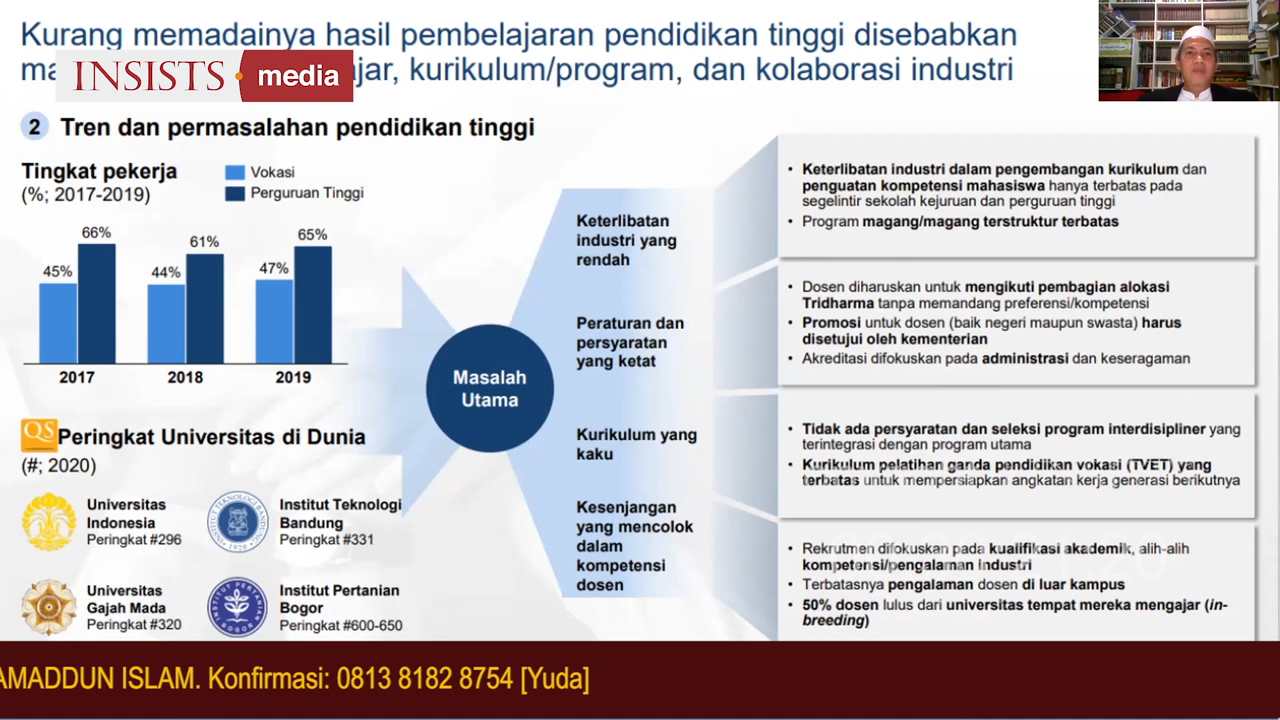 Kurang memadainya hasil pembelajaran pendidikan tinggi disebabkan
jar, kurikulum/program, dan kolaborasi industri
INSISTS media
2 Tren dan permasalahan pendidikan tinggi
Tingkat pekerja
(%; 2017-2019)
Vokasi
Perguruan Tinggi
45% 66% 44% 61% 47% 65%
2017 2018 2019
QS Peringkat Universitas di Dunia
(#; 2020)
Universitas
Indonesia
Peringkat #296
Institut Teknologi
Bandung
Peringkat #331
Universitas
Gajah Mada
Peringkat #320
Institut Pertanian
Bogor
Peringkat #600-650
Masalah
Utama
Keterlibatan
industri yang
rendah
• Keterlibatan industri dalam pengembangan kurikulum dan
penguatan kompetensi mahasiswa hanya terbatas pada
segelintir sekolah kejuruan dan perguruan tinggi
• Program magang/magang terstruktur terbatas
Peraturan dan
persyaratan
yang ketat
• Dosen diharuskan untuk mengikuti pembagian alokasi
Tridharma tanpa memandang preferensi/kompetensi
• Promosi untuk dosen (baik negeri maupun swasta) harus
disetujui oleh kementerian
• Akreditasi difokuskan pada administrasi dan keseragaman
Kurikulum yang
kaku
• Tidak ada persyaratan dan seleksi program interdisipliner yang
terintegrasi dengan program utama
• Kurikulum pelatihan ganda pendidikan vokasi (TVET) yang
terbatas untuk mempersiapkan angkatan kerja generasi berikutnya
Kesenjangan
yang mencolok
dalam
kompetensi
dosen
• Rekrutmen difokuskan pada kualifikasi akademik, alih-alih
kompetensi/pengalaman industri
• Terbatasnya pengalaman dosen di luar kampus
• 50% dosen lulus dari universitas tempat mereka mengajar (in-
breeding)
AMADDUN ISLAM. Konfirmasi: 0813 8182 8754 [Yuda]